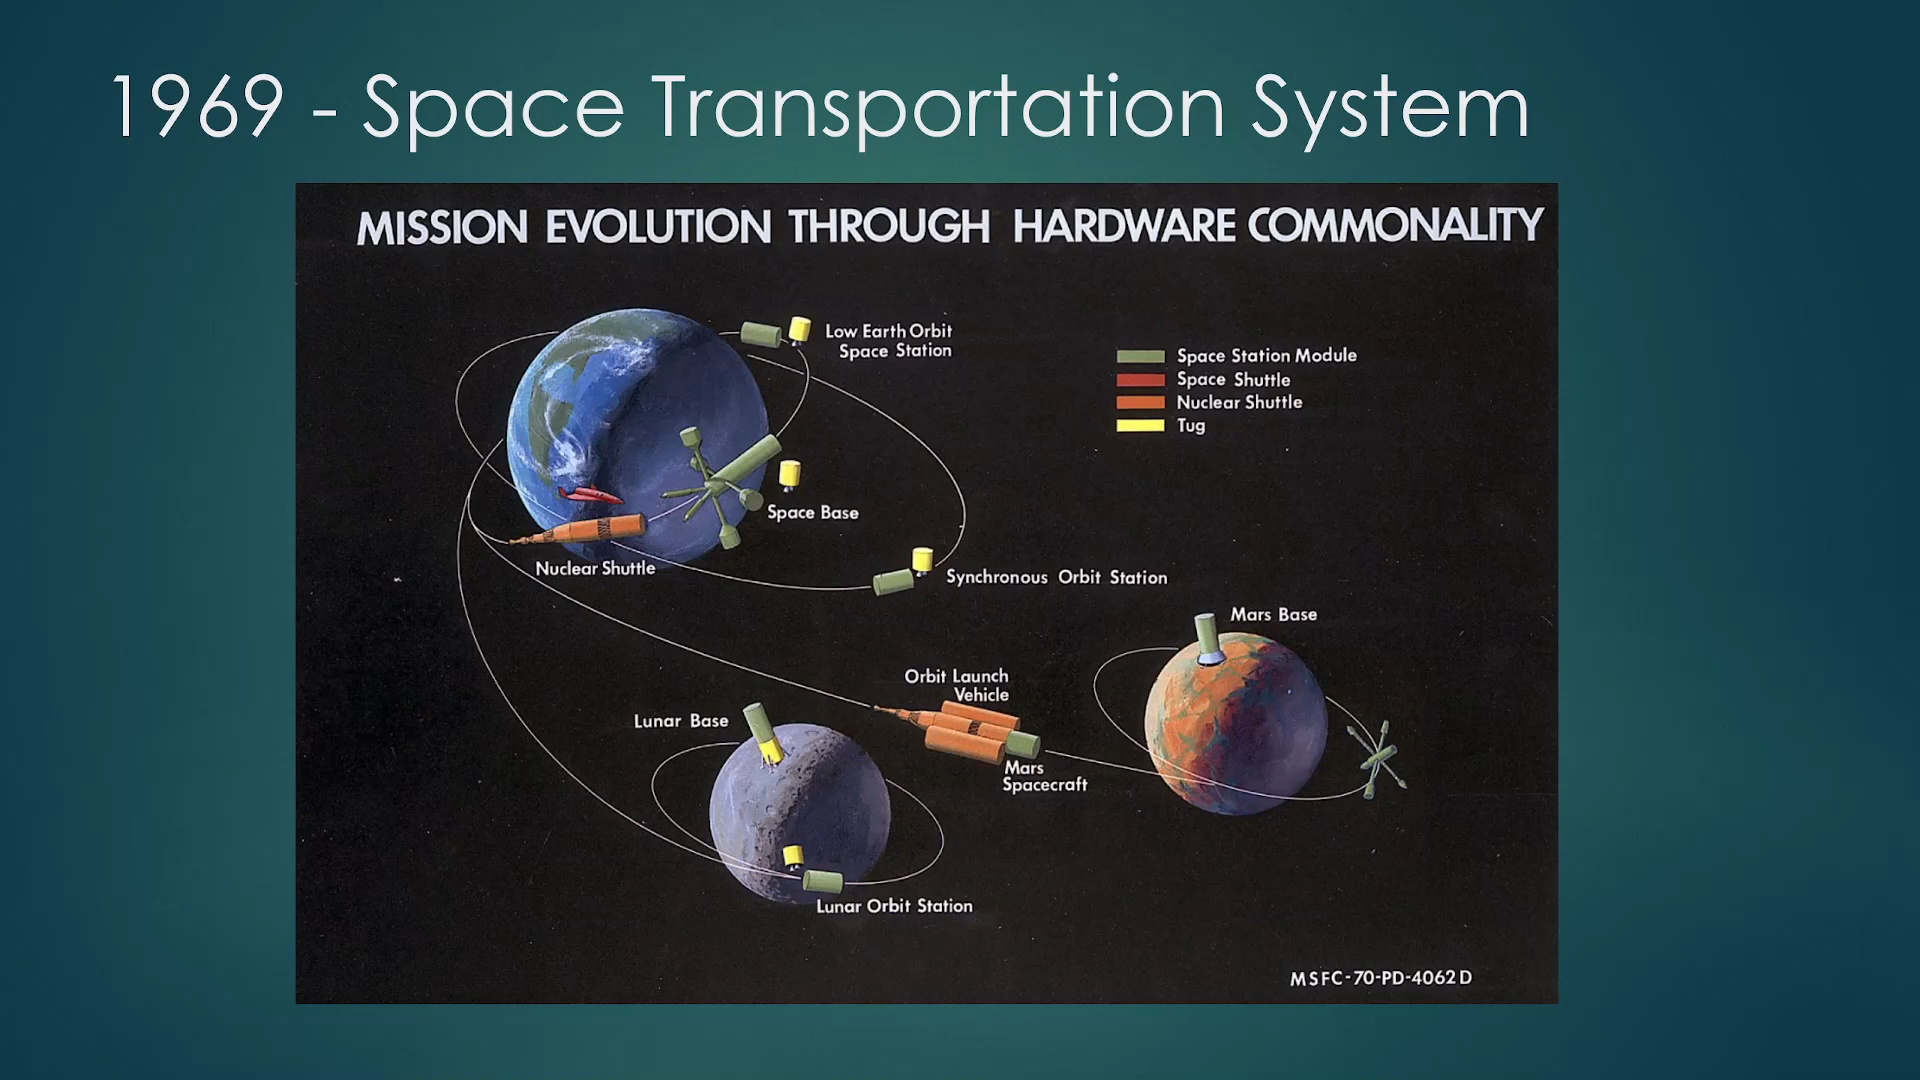 1969 - Space Transportation System
MISSION EVOLUTION THROUGH HARDWARE COMMONALITY
Low Earth Orbit
Space Station
Space Station Module
Space Shuttle
Nuclear Shuttle
Tug
Space Base
Nuclear Shuttle
Synchronous Orbit Station
Mars Base
Orbit Launch
Vehicle
Lunar Base
Mars
Spacecraft
Lunar Orbit Station
MSFC-70-PD-4062D